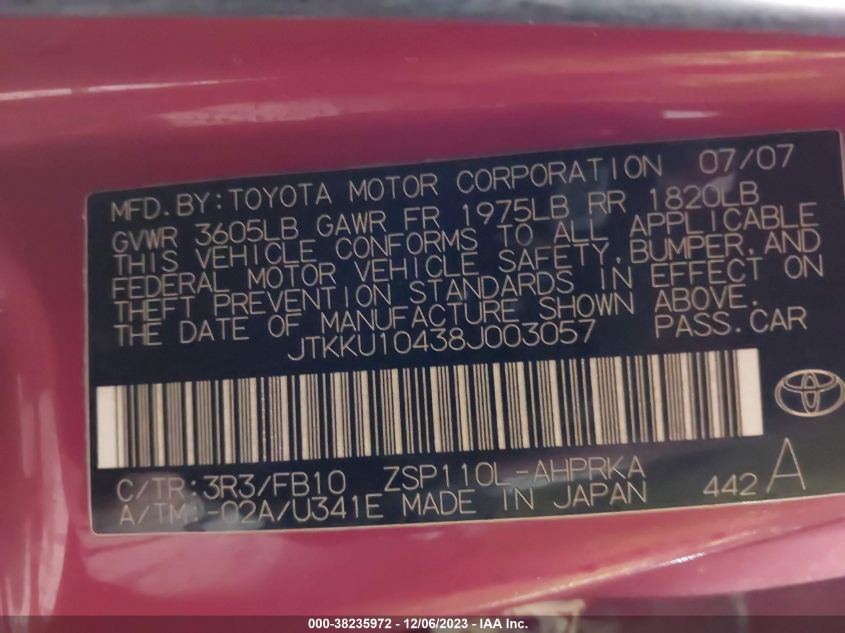 MFD. BY: TOYOTA MOTOR CORPORATION 07/07
GVWR 3605LB GAWR FR 1975LB RR 1820LB
THIS VEHICLE CONFORMS TO ALL APPLICABLE
FEDERAL MOTOR VEHICLE SAFETY, BUMPER, AND
THEFT PREVENTION STANDARDS IN EFFECT ON
THE DATE OF MANUFACTURE SHOWN ABOVE.
JTKKU10438J003057 PASS. CAR
C/TR: 3R3/FB10 ZSP110L-AHPRKA
A/TM: -02A/U341E MADE IN JAPAN 442 A
000-38235972 - 12/06/2023 - IAA Inc.